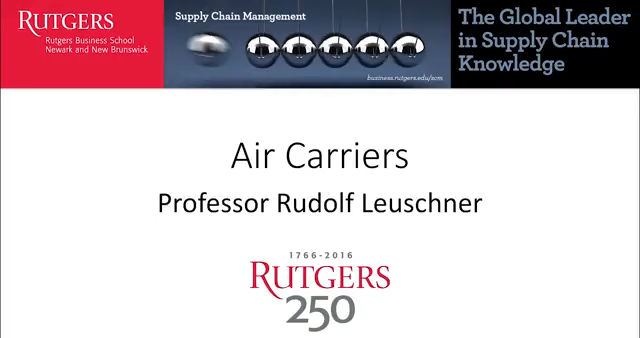 RUTGERS
Rutgers Business School
Newark and New Brunswick
Supply Chain Management
business.rutgers.edu/scm
The Global Leader
in Supply Chain
Knowledge
Air Carriers
Professor Rudolf Leuschner
1766-2016
RUTGERS
250